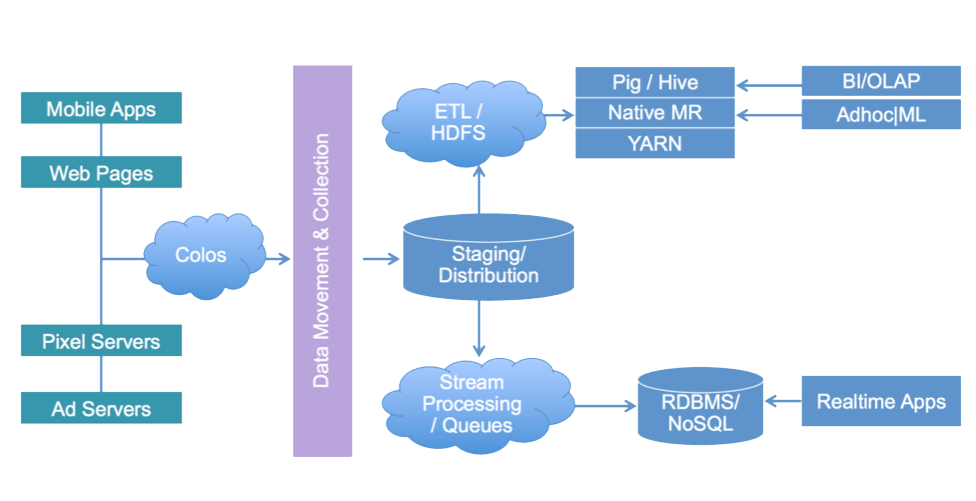 Mobile Apps
Web Pages
Pixel Servers
Ad Servers
Colos
Data Movement & Collection
ETL /
HDFS
Staging/
Distribution
Stream
Processing
/ Queues
Pig / Hive
Native MR
YARN
BI/OLAP
Adhoc|ML
RDBMS/
NoSQL
Realtime Apps